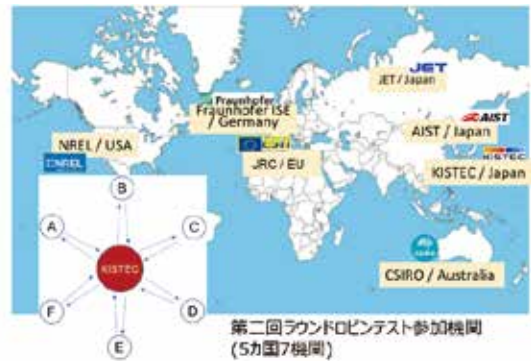 JET
JET / Japan
Fraunhofer
Fraunhofer ISE
/ Germany
AIST
AIST / Japan
NREL / USA
NREL
JRC / EU
KISTEC
KISTEC / Japan
CSIRO / Australia
B
A
C
KISTEC
F
D
E
第二回ラウンドロビンテスト参加機関
(5カ国7機関)